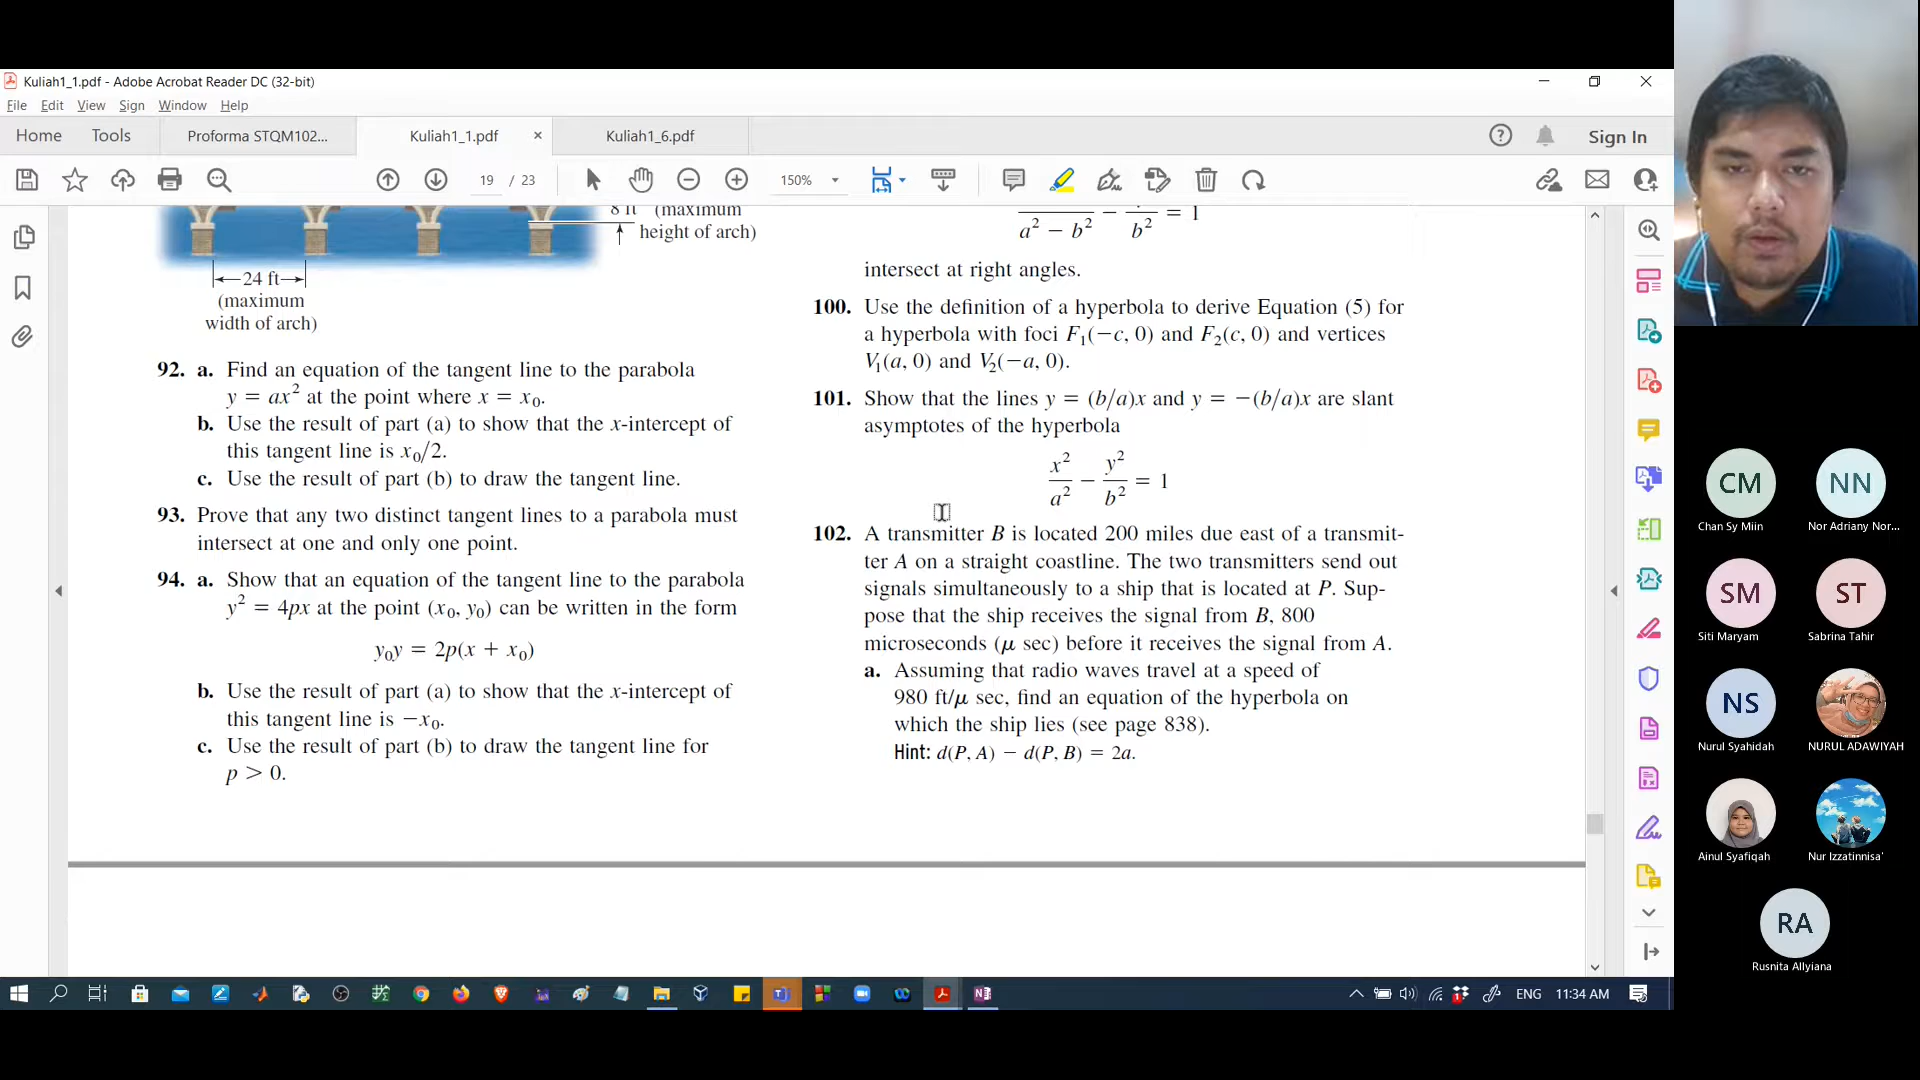 Kuliah1_1.pdf - Adobe Acrobat Reader DC (32-bit)
File Edit View Sign Window Help
Home Tools Proforma STQM102... Kuliah1_1.pdf × Kuliah1_6.pdf Sign In
19 / 23 150%
8 ft (maximum
height of arch)
24 ft
(maximum
width of arch)
92. a. Find an equation of the tangent line to the parabola
y = ax² at the point where x = x₀.
b. Use the result of part (a) to show that the x-intercept of
this tangent line is x₀/2.
c. Use the result of part (b) to draw the tangent line.
93. Prove that any two distinct tangent lines to a parabola must
intersect at one and only one point.
94. a. Show that an equation of the tangent line to the parabola
y² = 4px at the point (x₀, y₀) can be written in the form
y₀y = 2p(x + x₀)
b. Use the result of part (a) to show that the x-intercept of
this tangent line is −x₀.
c. Use the result of part (b) to draw the tangent line for
p > 0.
a² − b² − b² = 1
intersect at right angles.
100. Use the definition of a hyperbola to derive Equation (5) for
a hyperbola with foci F₁(−c, 0) and F₂(c, 0) and vertices
V₁(a, 0) and V₂(−a, 0).
101. Show that the lines y = (b/a)x and y = −(b/a)x are slant
asymptotes of the hyperbola
x²/a² − y²/b² = 1
102. A transmitter B is located 200 miles due east of a transmit-
ter A on a straight coastline. The two transmitters send out
signals simultaneously to a ship that is located at P. Sup-
pose that the ship receives the signal from B, 800
microseconds (μ sec) before it receives the signal from A.
a. Assuming that radio waves travel at a speed of
980 ft/μ sec, find an equation of the hyperbola on
which the ship lies (see page 838).
Hint: d(P, A) − d(P, B) = 2a.
CM NN
Chan Sy Miin Nor Adriany Nor...
SM ST
Siti Maryam Sabrina Tahir
NS
Nurul Syahidah NURUL ADAWIYAH
Ainul Syafiqah Nur Izzatinnisa'
RA
Rusnita Allyiana
ENG 11:34 AM